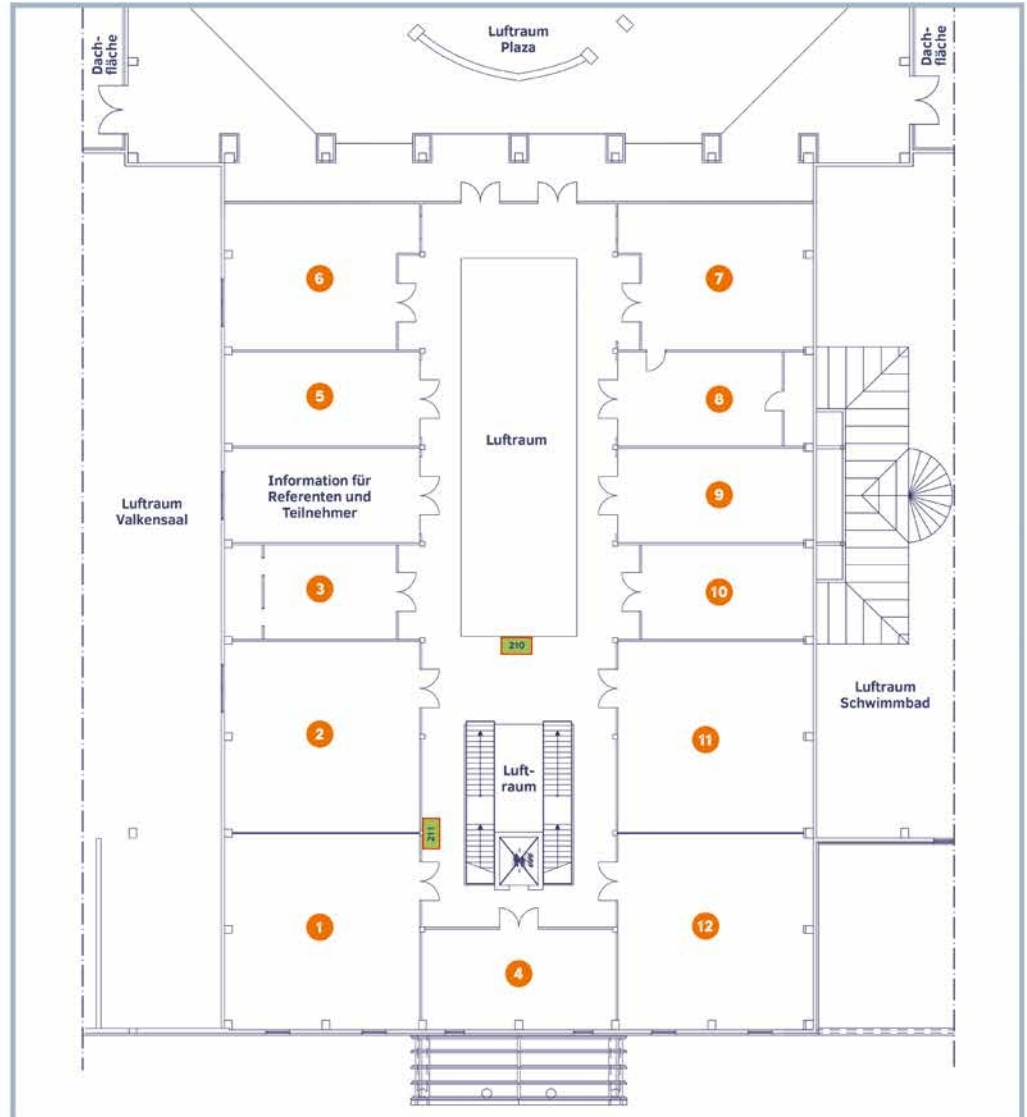 Luftraum
Plaza
Dach-
fläche
Dach-
fläche
6
7
5
8
Luftraum
Information für
Referenten und
Teilnehmer
9
Luftraum
Valkensaal
3
10
210
Luftraum
Schwimmbad
2
11
Luft-
raum
211
1
12
4